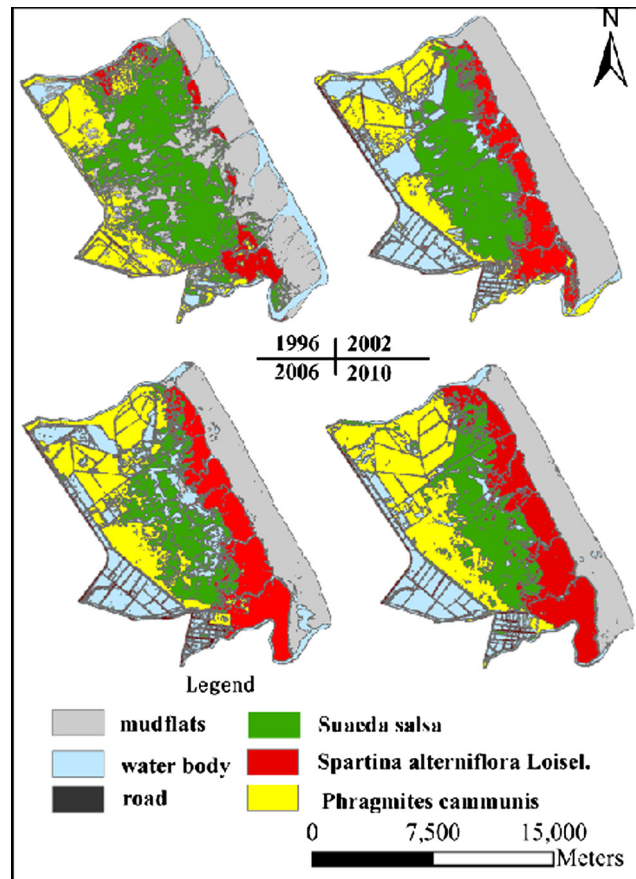 N
1996 2002
2006 2010
Legend
mudflats Suaeda salsa
water body Spartina alterniflora Loisel.
road Phragmites cammunis
0 7,500 15,000
Meters